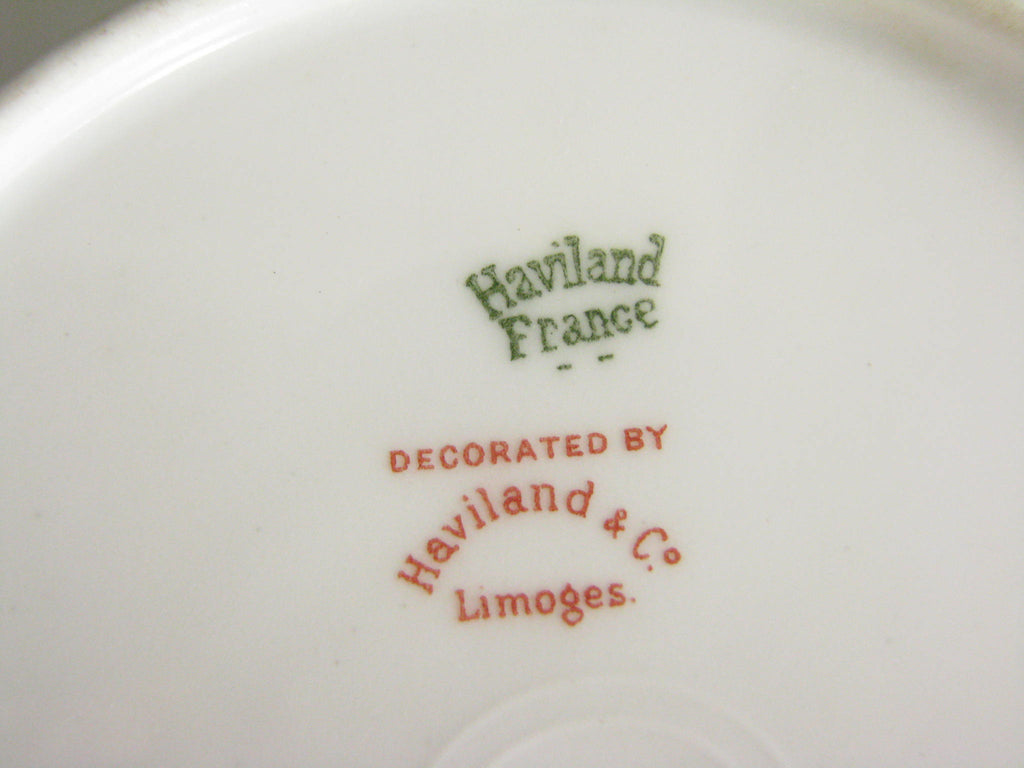 Haviland
France
DECORATED BY
Haviland & Co.
Limoges.